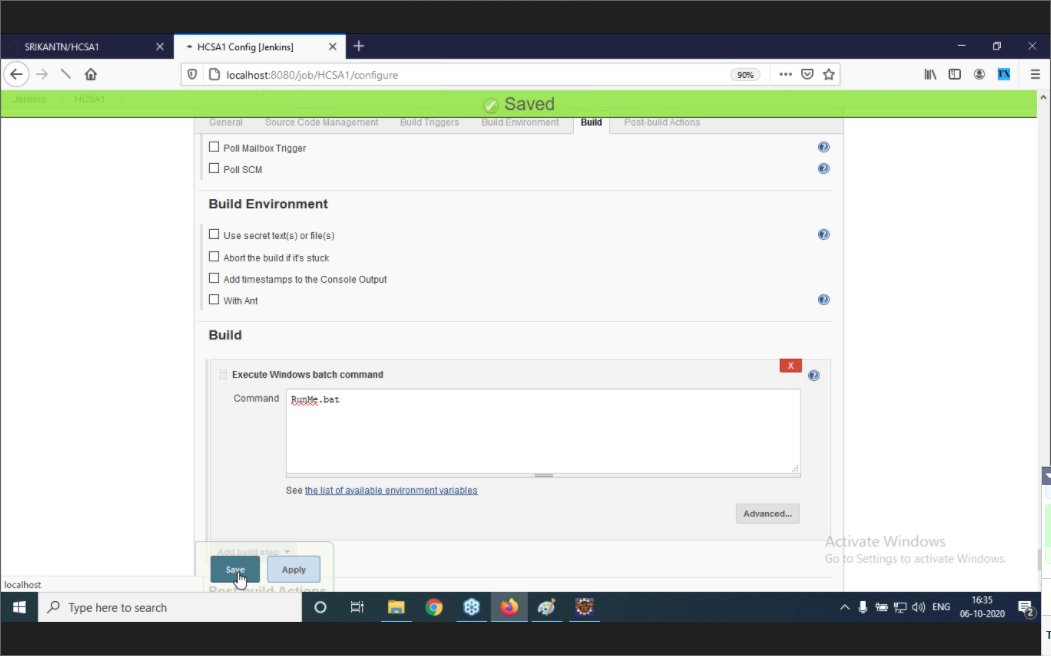 SRIKANTN/HCSA1
HCSA1 Config [Jenkins]
localhost:8080/job/HCSA1/configure
90%
Jenkins
HCSA1
Saved
General
Source Code Management
Build Triggers
Build Environment
Build
Post-build Actions
Poll Mailbox Trigger
Poll SCM
Build Environment
Use secret text(s) or file(s)
Abort the build if it's stuck
Add timestamps to the Console Output
With Ant
Build
X
Execute Windows batch command
Command
RunMe.bat
See the list of available environment variables
Advanced...
Activate Windows
Go to Settings to activate Windows.
Add build step
Save
Apply
Post-build Actions
localhost
Type here to search
ENG
16:35
06-10-2020
2
T